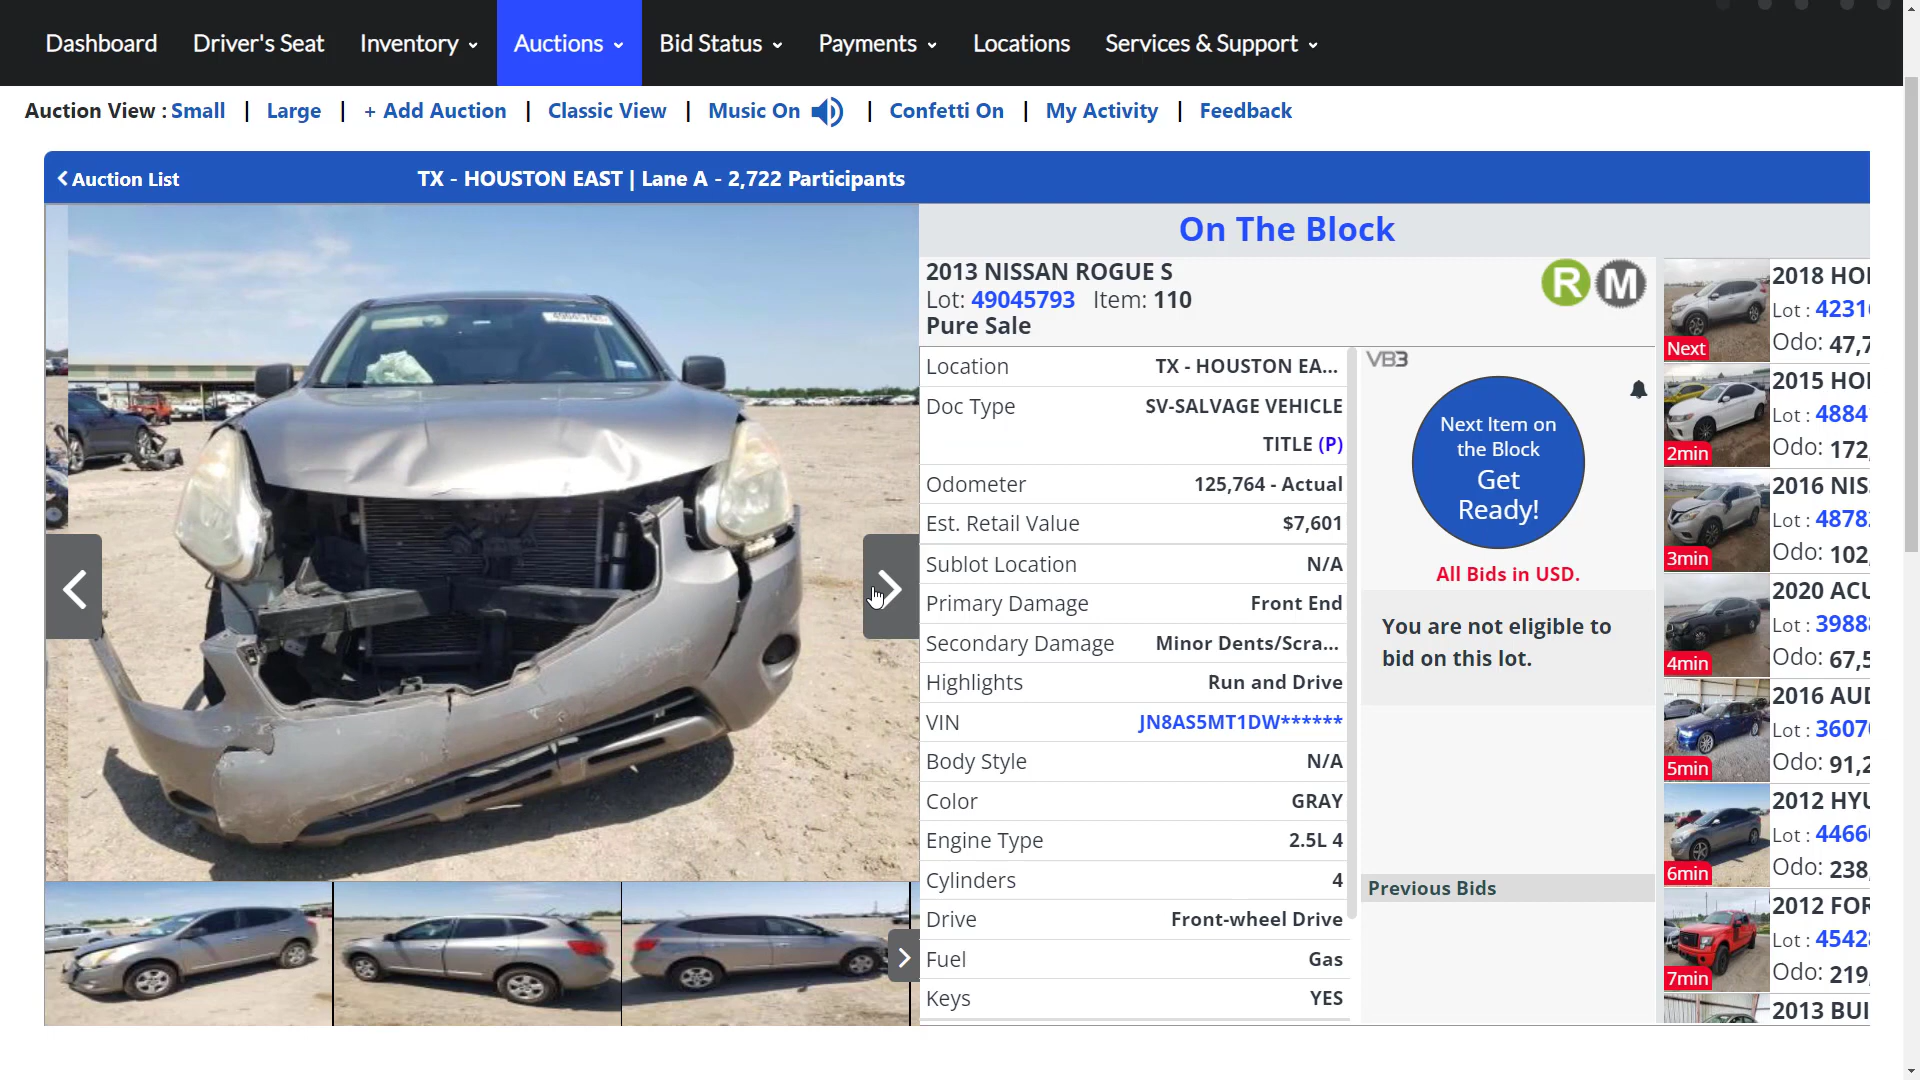 Dashboard
Driver's Seat
Inventory
Auctions
Bid Status
Payments
Locations
Services & Support
Auction View : Small | Large | + Add Auction | Classic View | Music On | Confetti On | My Activity | Feedback
Auction List
TX - HOUSTON EAST | Lane A - 2,722 Participants
On The Block
2013 NISSAN ROGUE S
Lot: 49045793 Item: 110
Pure Sale
R M
Location TX - HOUSTON EA...
Doc Type SV-SALVAGE VEHICLE
TITLE (P)
Odometer 125,764 - Actual
Est. Retail Value $7,601
Sublot Location N/A
Primary Damage Front End
Secondary Damage Minor Dents/Scra...
Highlights Run and Drive
VIN JN8AS5MT1DW******
Body Style N/A
Color GRAY
Engine Type 2.5L 4
Cylinders 4
Drive Front-wheel Drive
Fuel Gas
Keys YES
VB3
Next Item on
the Block
Get
Ready!
All Bids in USD.
You are not eligible to
bid on this lot.
Previous Bids
2018 HO
Lot : 4231
Odo: 47,7
Next
2015 HO
Lot : 4884
Odo: 172,
2min
2016 NIS
Lot : 4878
Odo: 102,
3min
2020 ACU
Lot : 3988
Odo: 67,5
4min
2016 AUD
Lot : 3607
Odo: 91,2
5min
2012 HYU
Lot : 4466
Odo: 238,
6min
2012 FOR
Lot : 4542
Odo: 219,
7min
2013 BUI